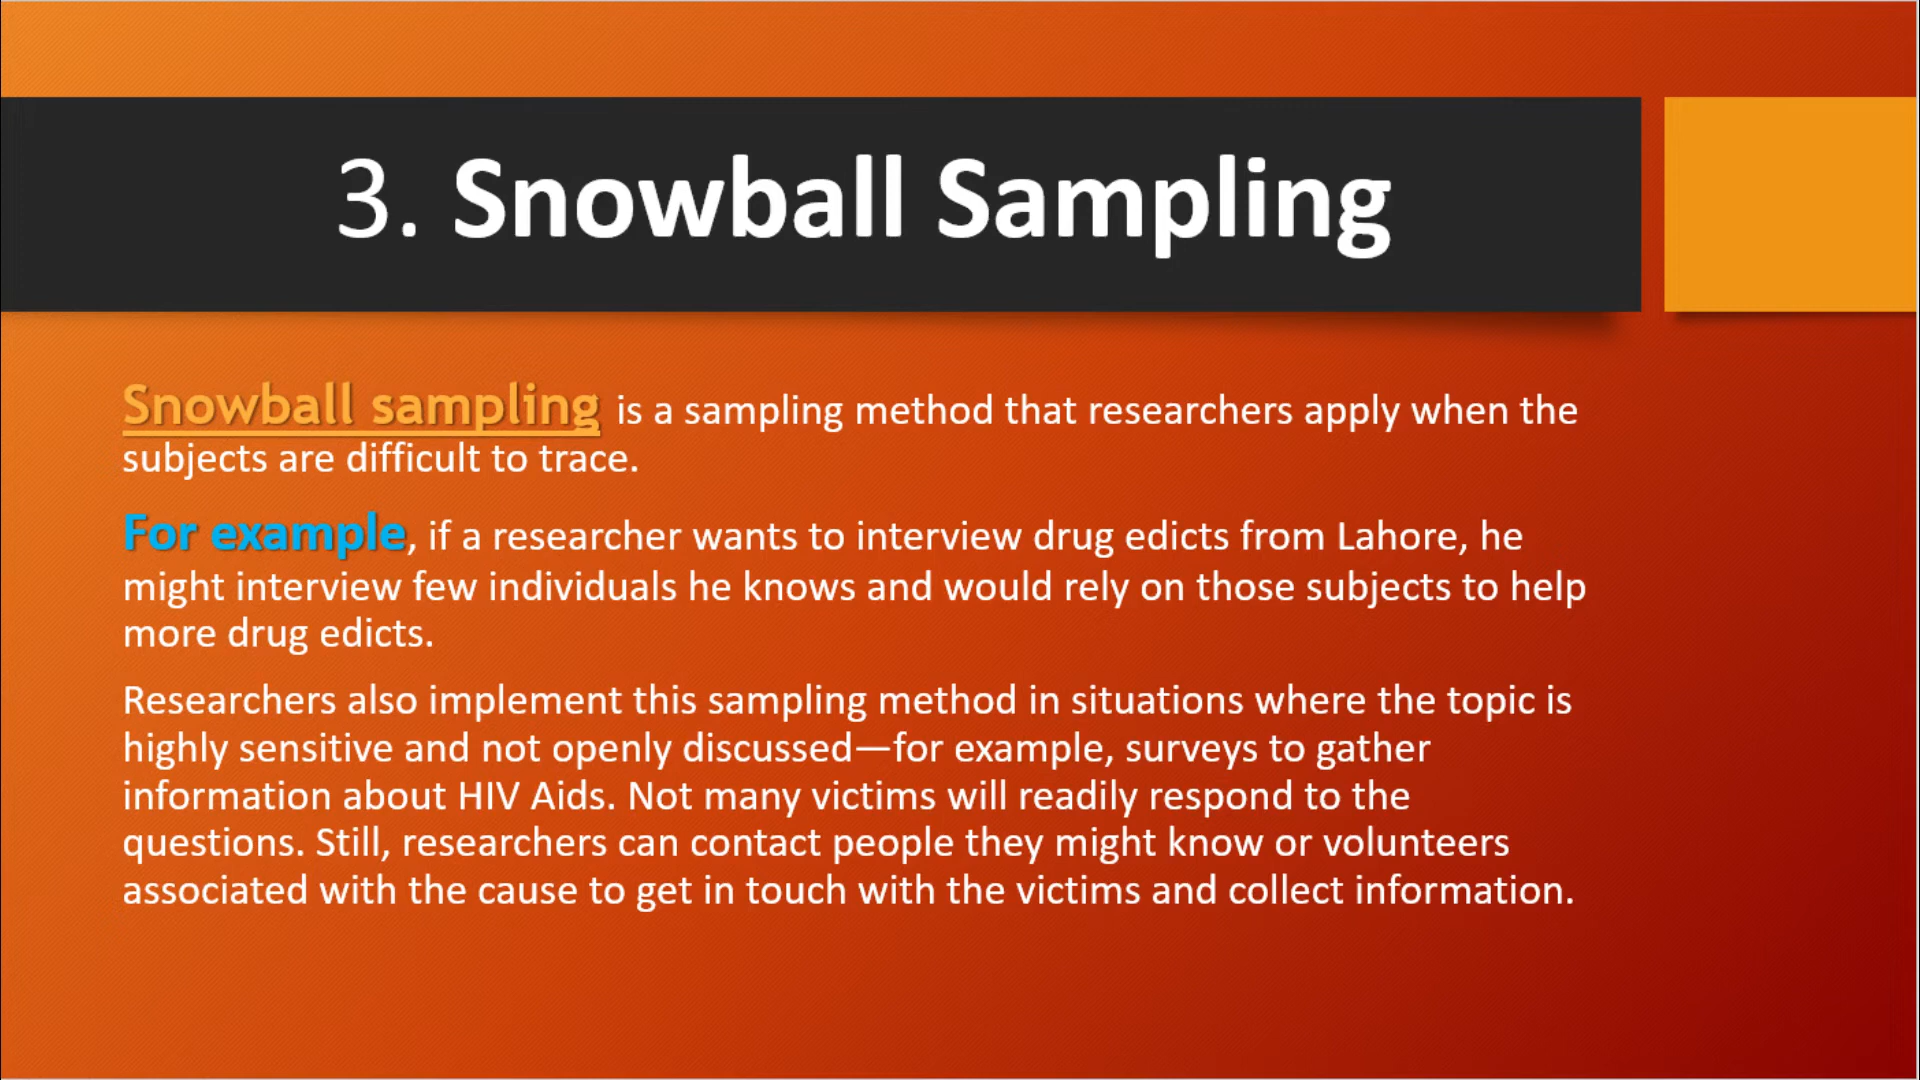 3. Snowball Sampling
Snowball sampling is a sampling method that researchers apply when the
subjects are difficult to trace.
For example, if a researcher wants to interview drug edicts from Lahore, he
might interview few individuals he knows and would rely on those subjects to help
more drug edicts.
Researchers also implement this sampling method in situations where the topic is
highly sensitive and not openly discussed—for example, surveys to gather
information about HIV Aids. Not many victims will readily respond to the
questions. Still, researchers can contact people they might know or volunteers
associated with the cause to get in touch with the victims and collect information.